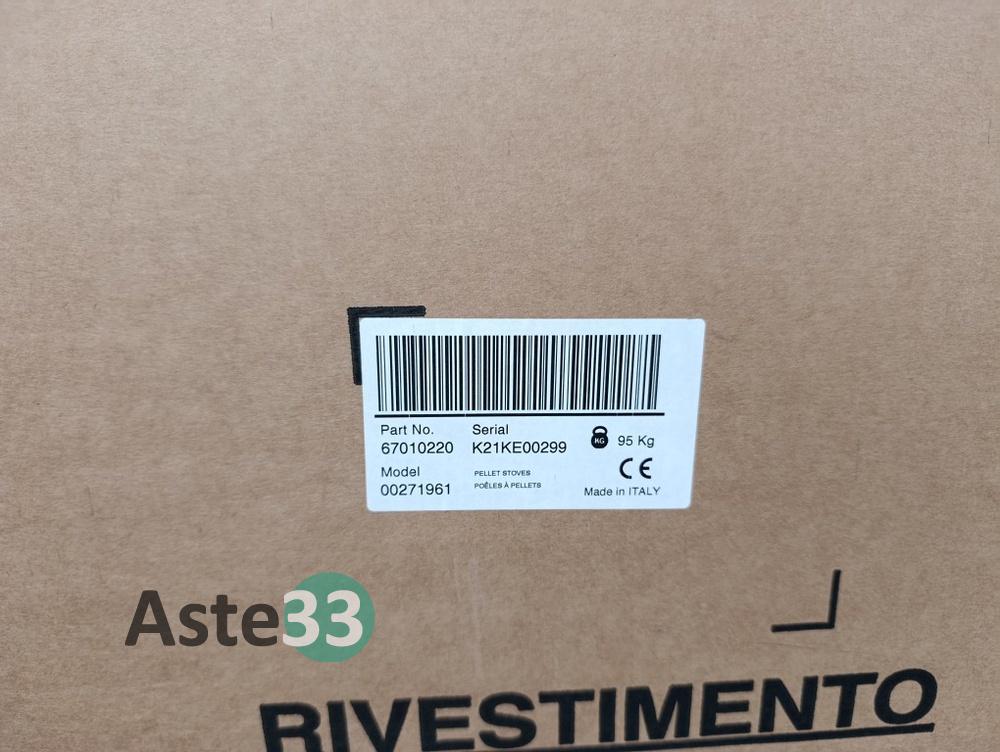 Part No. Serial
67010220 K21KE00299
KG 95 Kg
Model
00271961
PELLET STOVES
POÊLES À PELLETS
CE
Made in ITALY
Aste33
RIVESTIMENTO